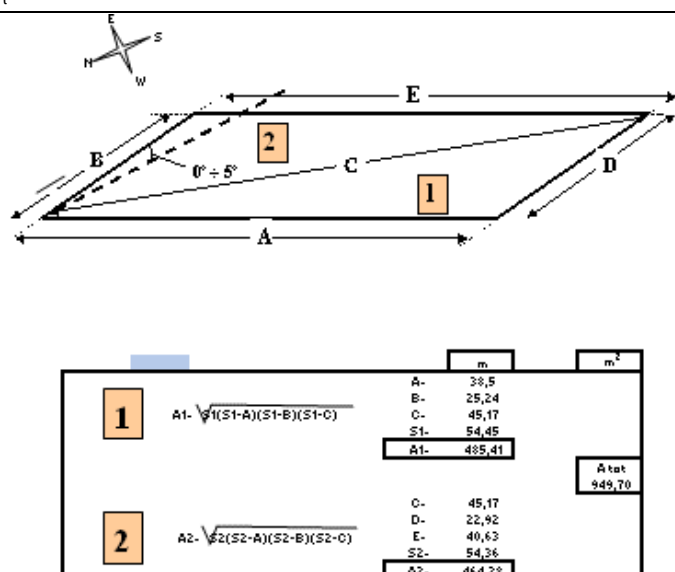 E
S
N
W
E
B
2
0° ÷ 5°
C
D
1
A
m
m²
1
A1- √S1(S1-A)(S1-B)(S1-C)
A- 38,5
B- 25,24
C- 45,17
S1- 54,45
A1- 485,41
A tot
949,70
2
A2- √S2(S2-A)(S2-B)(S2-C)
C- 45,17
D- 22,92
E- 40,63
S2- 54,36